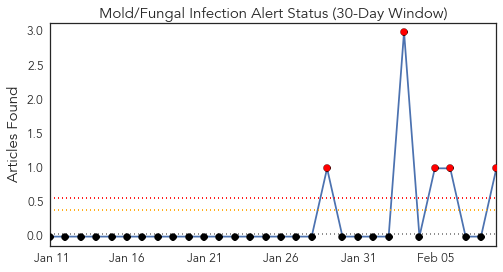 Mold/Fungal Infection Alert Status (30-Day Window)
Articles Found
3.0
2.5
2.0
1.5
1.0
0.5
0.0
Jan 11 Jan 16 Jan 21 Jan 26 Jan 31 Feb 05